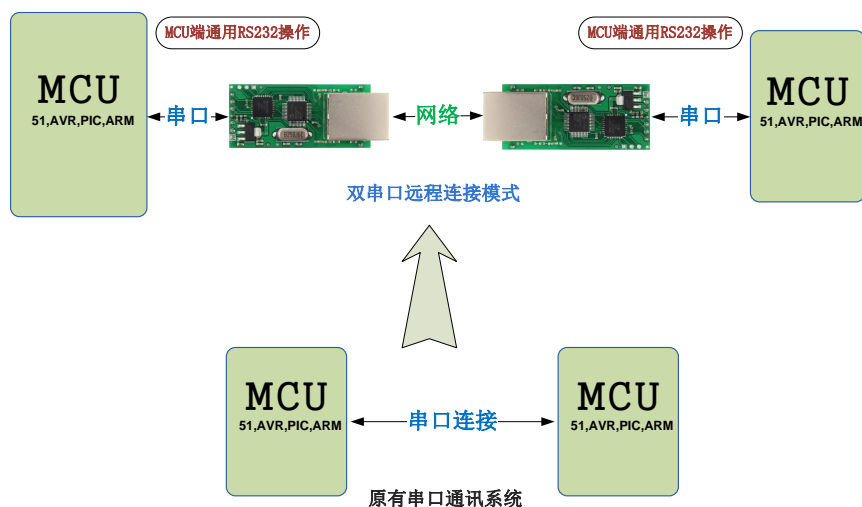 MCU端通用RS232操作
MCU端通用RS232操作
MCU
51,AVR,PIC,ARM
串口
网络
串口
MCU
51,AVR,PIC,ARM
双串口远程连接模式
MCU
51,AVR,PIC,ARM
串口连接
MCU
51,AVR,PIC,ARM
原有串口通讯系统